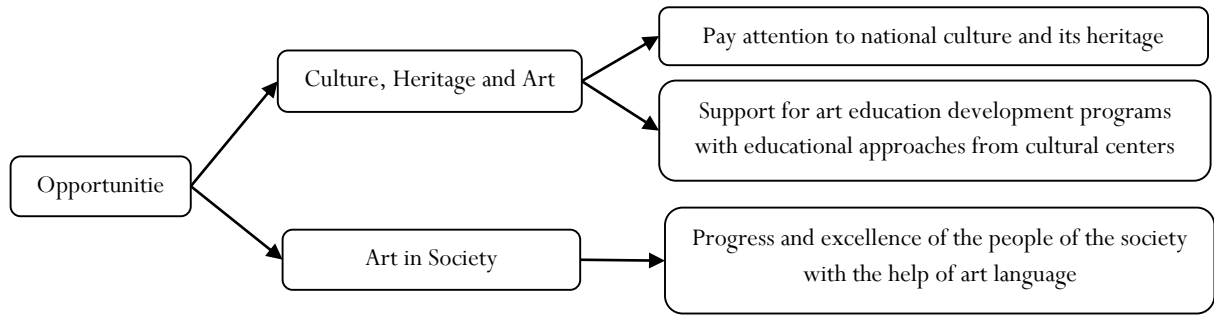 Pay attention to national culture and its heritage
Culture, Heritage and Art
Support for art education development programs
with educational approaches from cultural centers
Opportunitie
Progress and excellence of the people of the society
Art in Society
with the help of art language